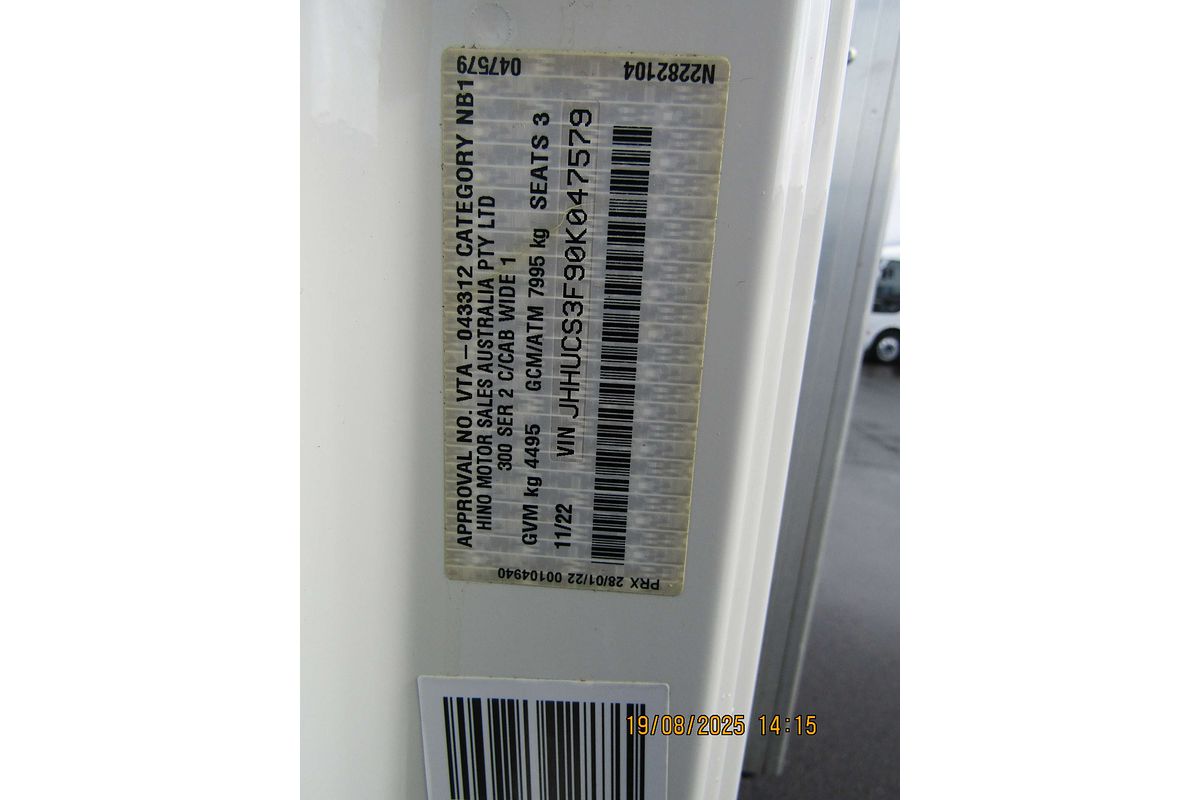 047579
N2282104
APPROVAL NO. VTA-043312 CATEGORY NB1
HINO MOTOR SALES AUSTRALIA PTY LTD
300 SER 2 C/CAB WIDE 1
GVM kg 4495 GCM/ATM 7995 kg SEATS 3
11/22 VIN JHHUCS3F90K047579
PRX 28/01/22 00104940
19/08/2025 14:15